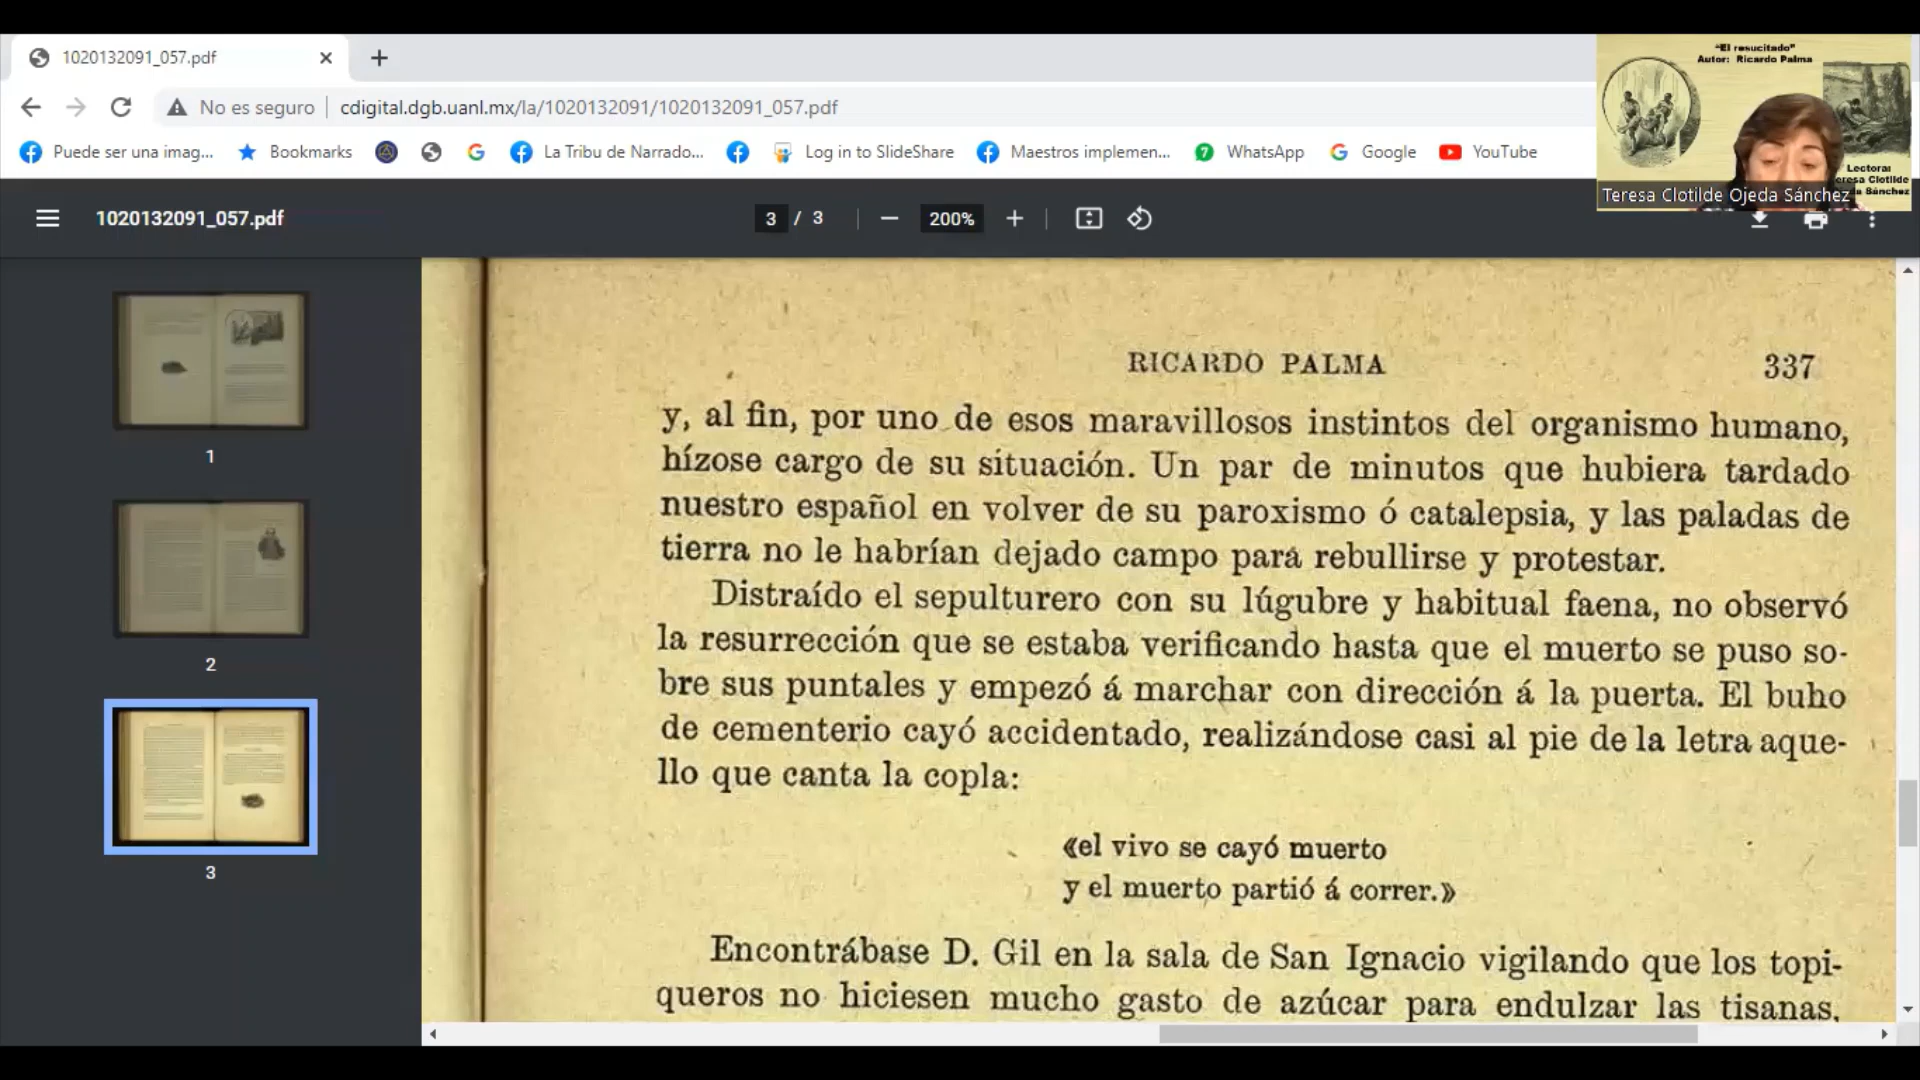 1020132091_057.pdf
No es seguro
cdigital.dgb.uanl.mx/la/1020132091/1020132091_057.pdf
Puede ser una imag...
Bookmarks
La Tribu de Narrado...
Log in to SlideShare
Maestros implemen...
7
WhatsApp
Google
YouTube
"El resucitado"
Autor: Ricardo Palma
Lectora:
eresa Clotilde
da Sánchez
Teresa Clotilde Ojeda Sánchez
1020132091_057.pdf
3 / 3
200%
1
2
3
RICARDO PALMA 337
y, al fin, por uno de esos maravillosos instintos del organismo humano,
hízose cargo de su situación. Un par de minutos que hubiera tardado
nuestro español en volver de su paroxismo ó catalepsia, y las paladas de
tierra no le habrían dejado campo para rebullirse y protestar.
Distraído el sepulturero con su lúgubre y habitual faena, no observó
la resurrección que se estaba verificando hasta que el muerto se puso so-
bre sus puntales y empezó á marchar con dirección á la puerta. El buho
de cementerio cayó accidentado, realizándose casi al pie de la letra aque-
llo que canta la copla:
«el vivo se cayó muerto
y el muerto partió á correr.»
Encontrábase D. Gil en la sala de San Ignacio vigilando que los topi-
queros no hiciesen mucho gasto de azúcar para endulzar las tisanas,